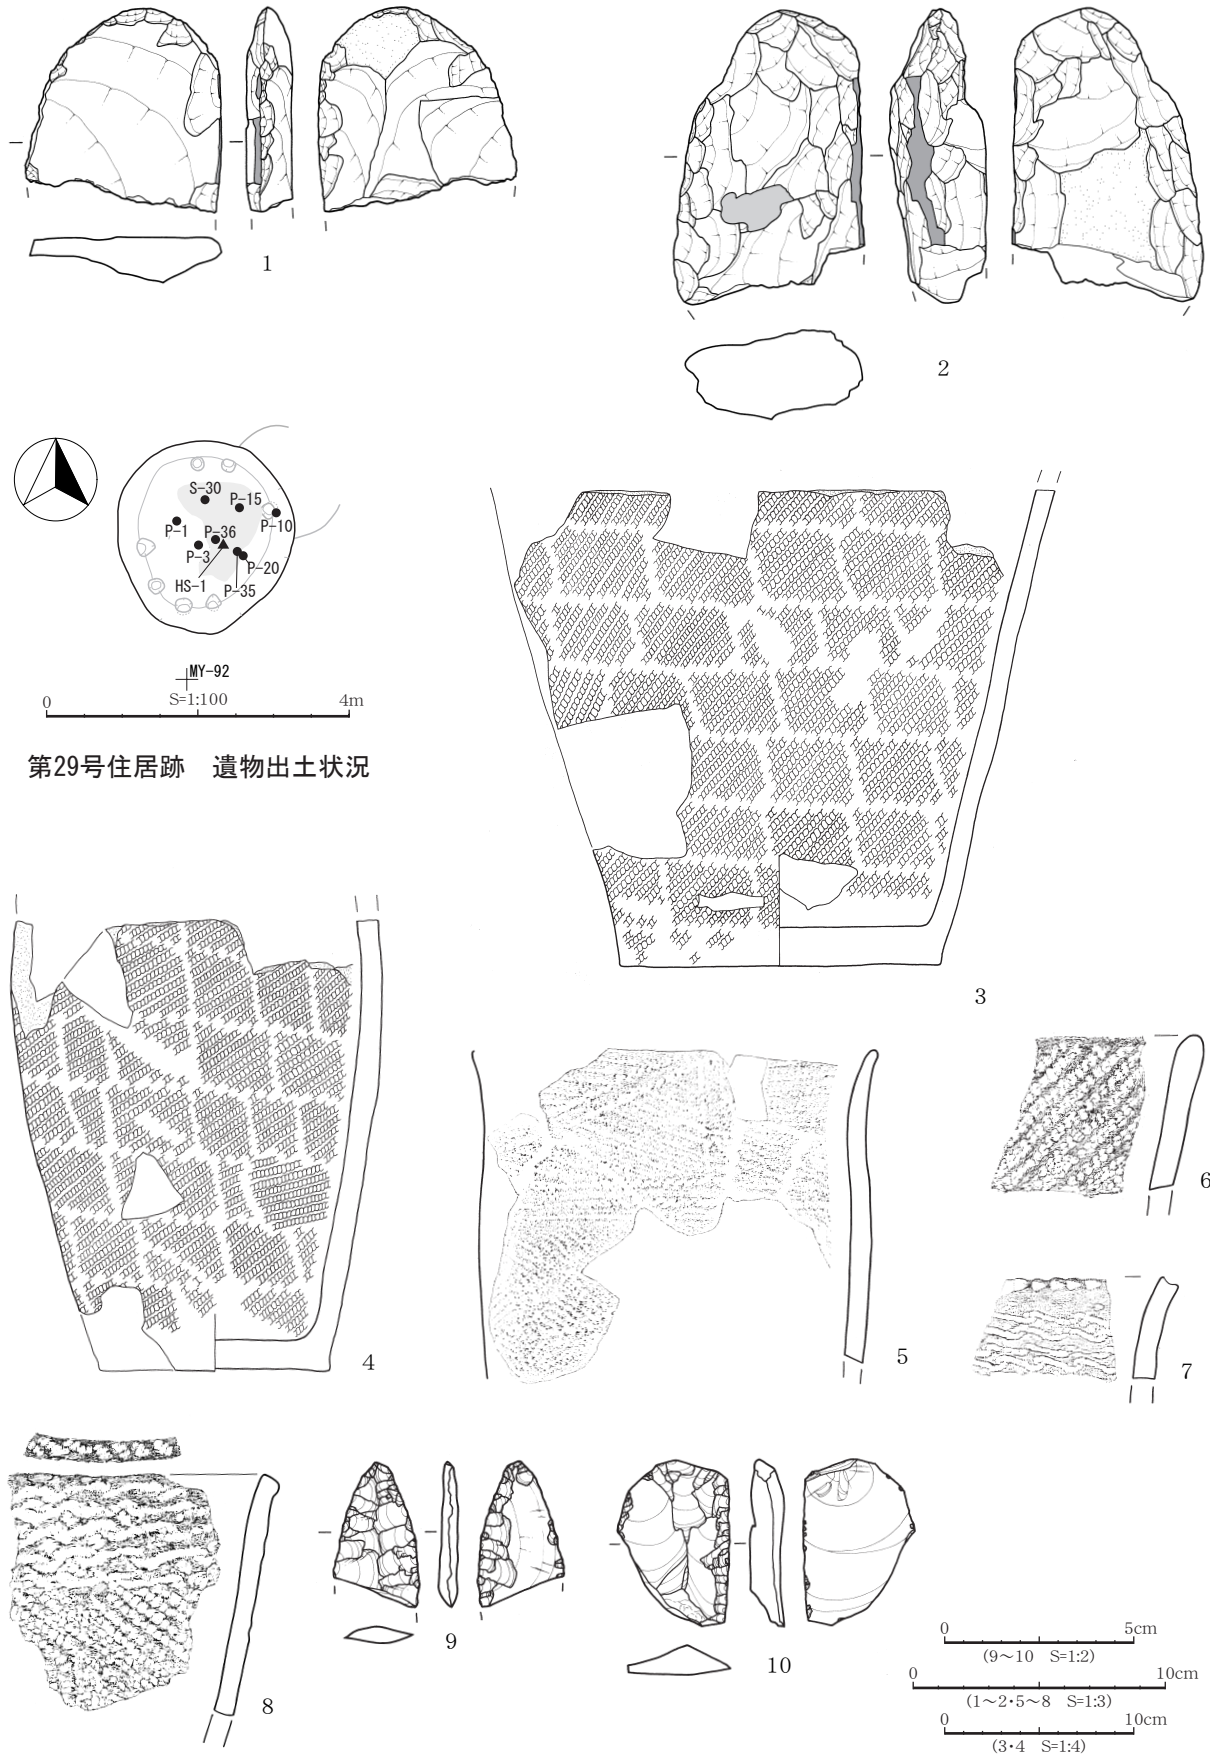 1
2
S-30
P-15
P-1
P-36
P-10
P-3
P-20
HS-1
P-35
MY-92
0 S=1:100 4m
第29号住居跡 遺物出土状況
3
4
5
6
7
8
9
10
0 5cm
(9〜10 S=1:2)
0 10cm
(1〜2・5〜8 S=1:3)
0 10cm
(3・4 S=1:4)